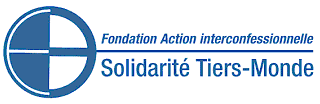 Fondation Action interconfessionnelle
Solidarité Tiers-Monde